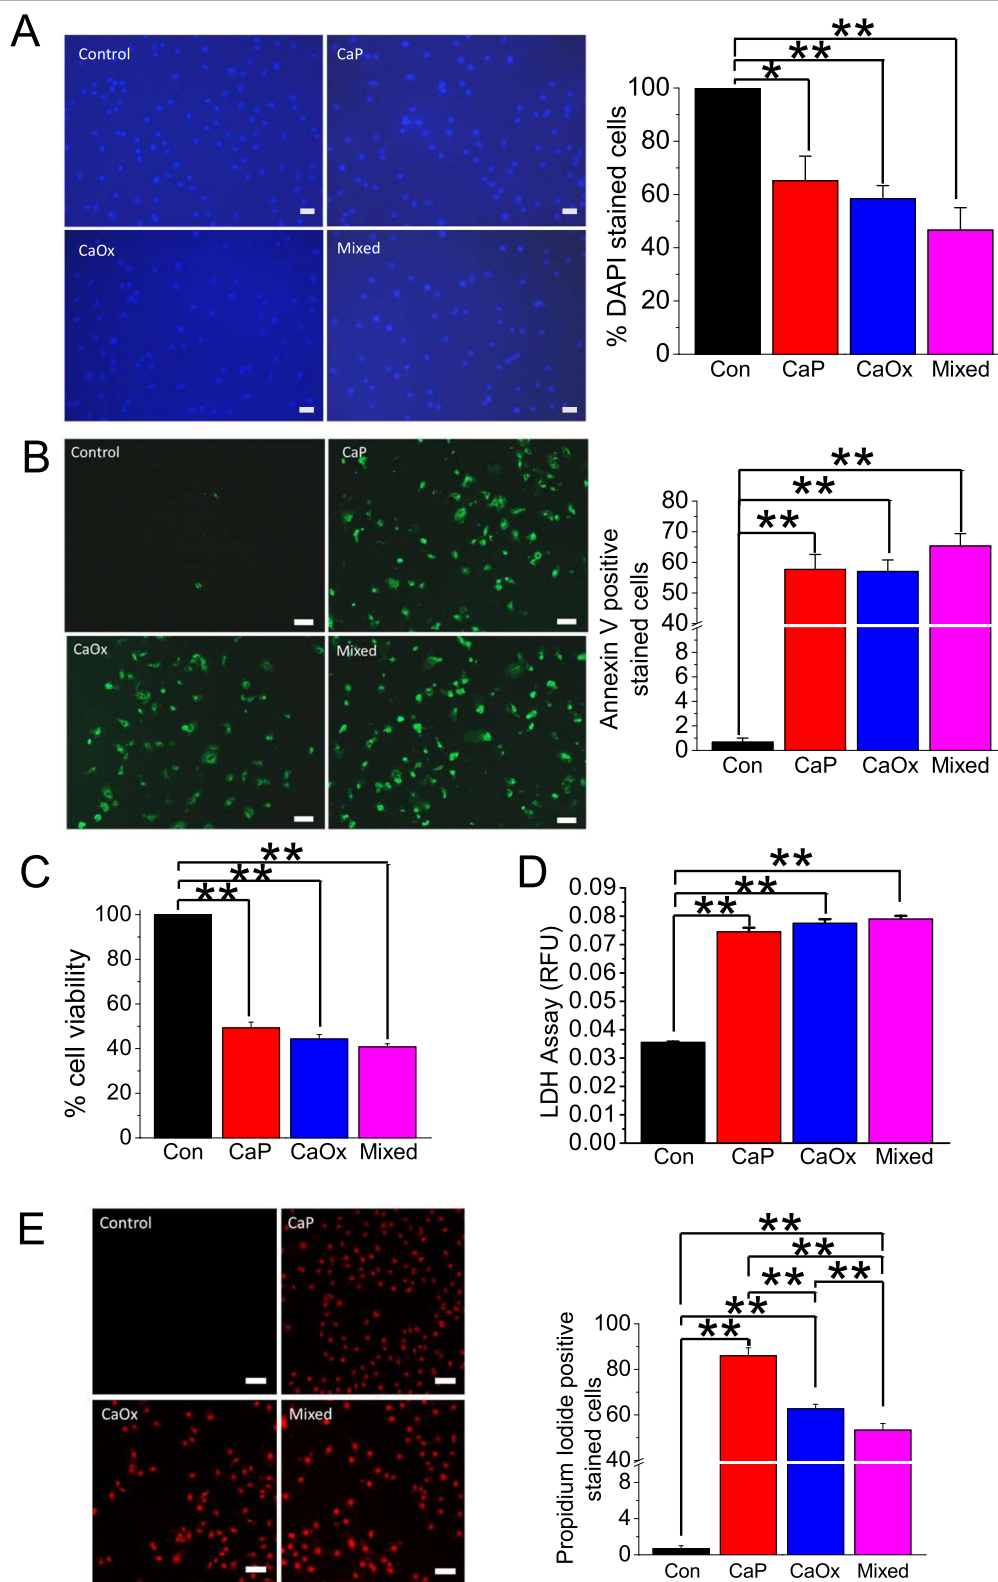 A
Control
CaP
CaOx
Mixed
**
**
*
% DAPI stained cells
100
80
60
40
20
0
Con CaP CaOx Mixed
B
Control
CaP
CaOx
Mixed
**
**
**
Annexin V positive
stained cells
80
70
60
50
40
8
6
4
2
0
Con CaP CaOx Mixed
C
**
**
**
% cell viability
100
80
60
40
20
0
Con CaP CaOx Mixed
D
**
**
**
LDH Assay (RFU)
0.09
0.08
0.07
0.06
0.05
0.04
0.03
0.02
0.01
0.00
Con CaP CaOx Mixed
E
Control
CaP
CaOx
Mixed
**
**
** **
**
**
Propidium Iodide positive
stained cells
100
80
60
40
8
4
0
Con CaP CaOx Mixed